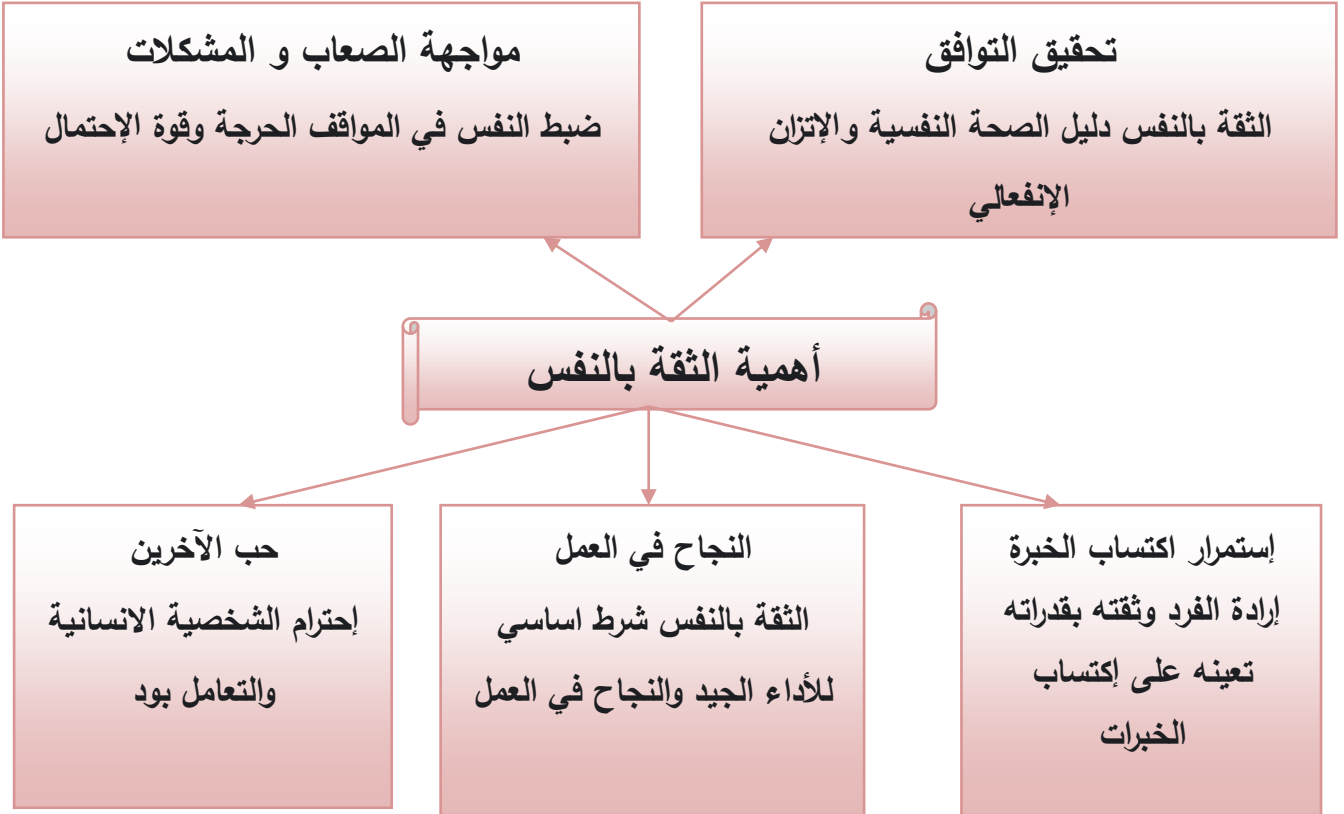 تحقيق التوافق
الثقة بالنفس دليل الصحة النفسية والإتزان
الإنفعالي
مواجهة الصعاب و المشكلات
ضبط النفس في المواقف الحرجة وقوة الإحتمال
أهمية الثقة بالنفس
إستمرار اكتساب الخبرة
إرادة الفرد وثقته بقدراته
تعينه على إكتساب
الخبرات
النجاح في العمل
الثقة بالنفس شرط اساسي
للأداء الجيد والنجاح في العمل
حب الآخرين
إحترام الشخصية الانسانية
والتعامل بود